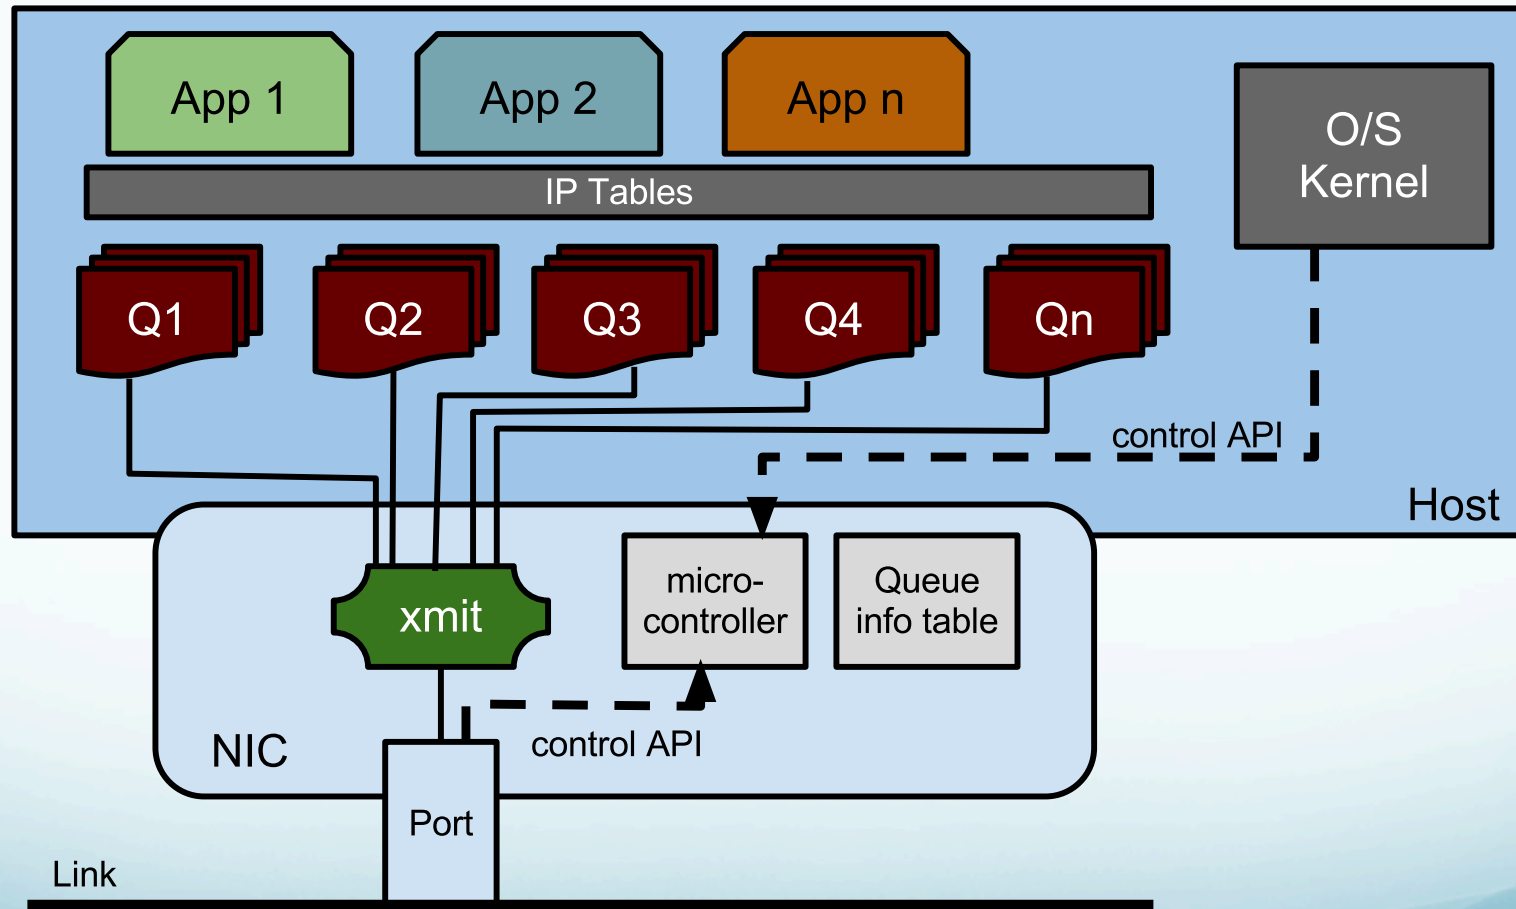 App 1
App 2
App n
O/S
Kernel
IP Tables
Q1
Q2
Q3
Q4
Qn
control API
Host
micro-
controller
Queue
info table
xmit
NIC
control API
Port
Link